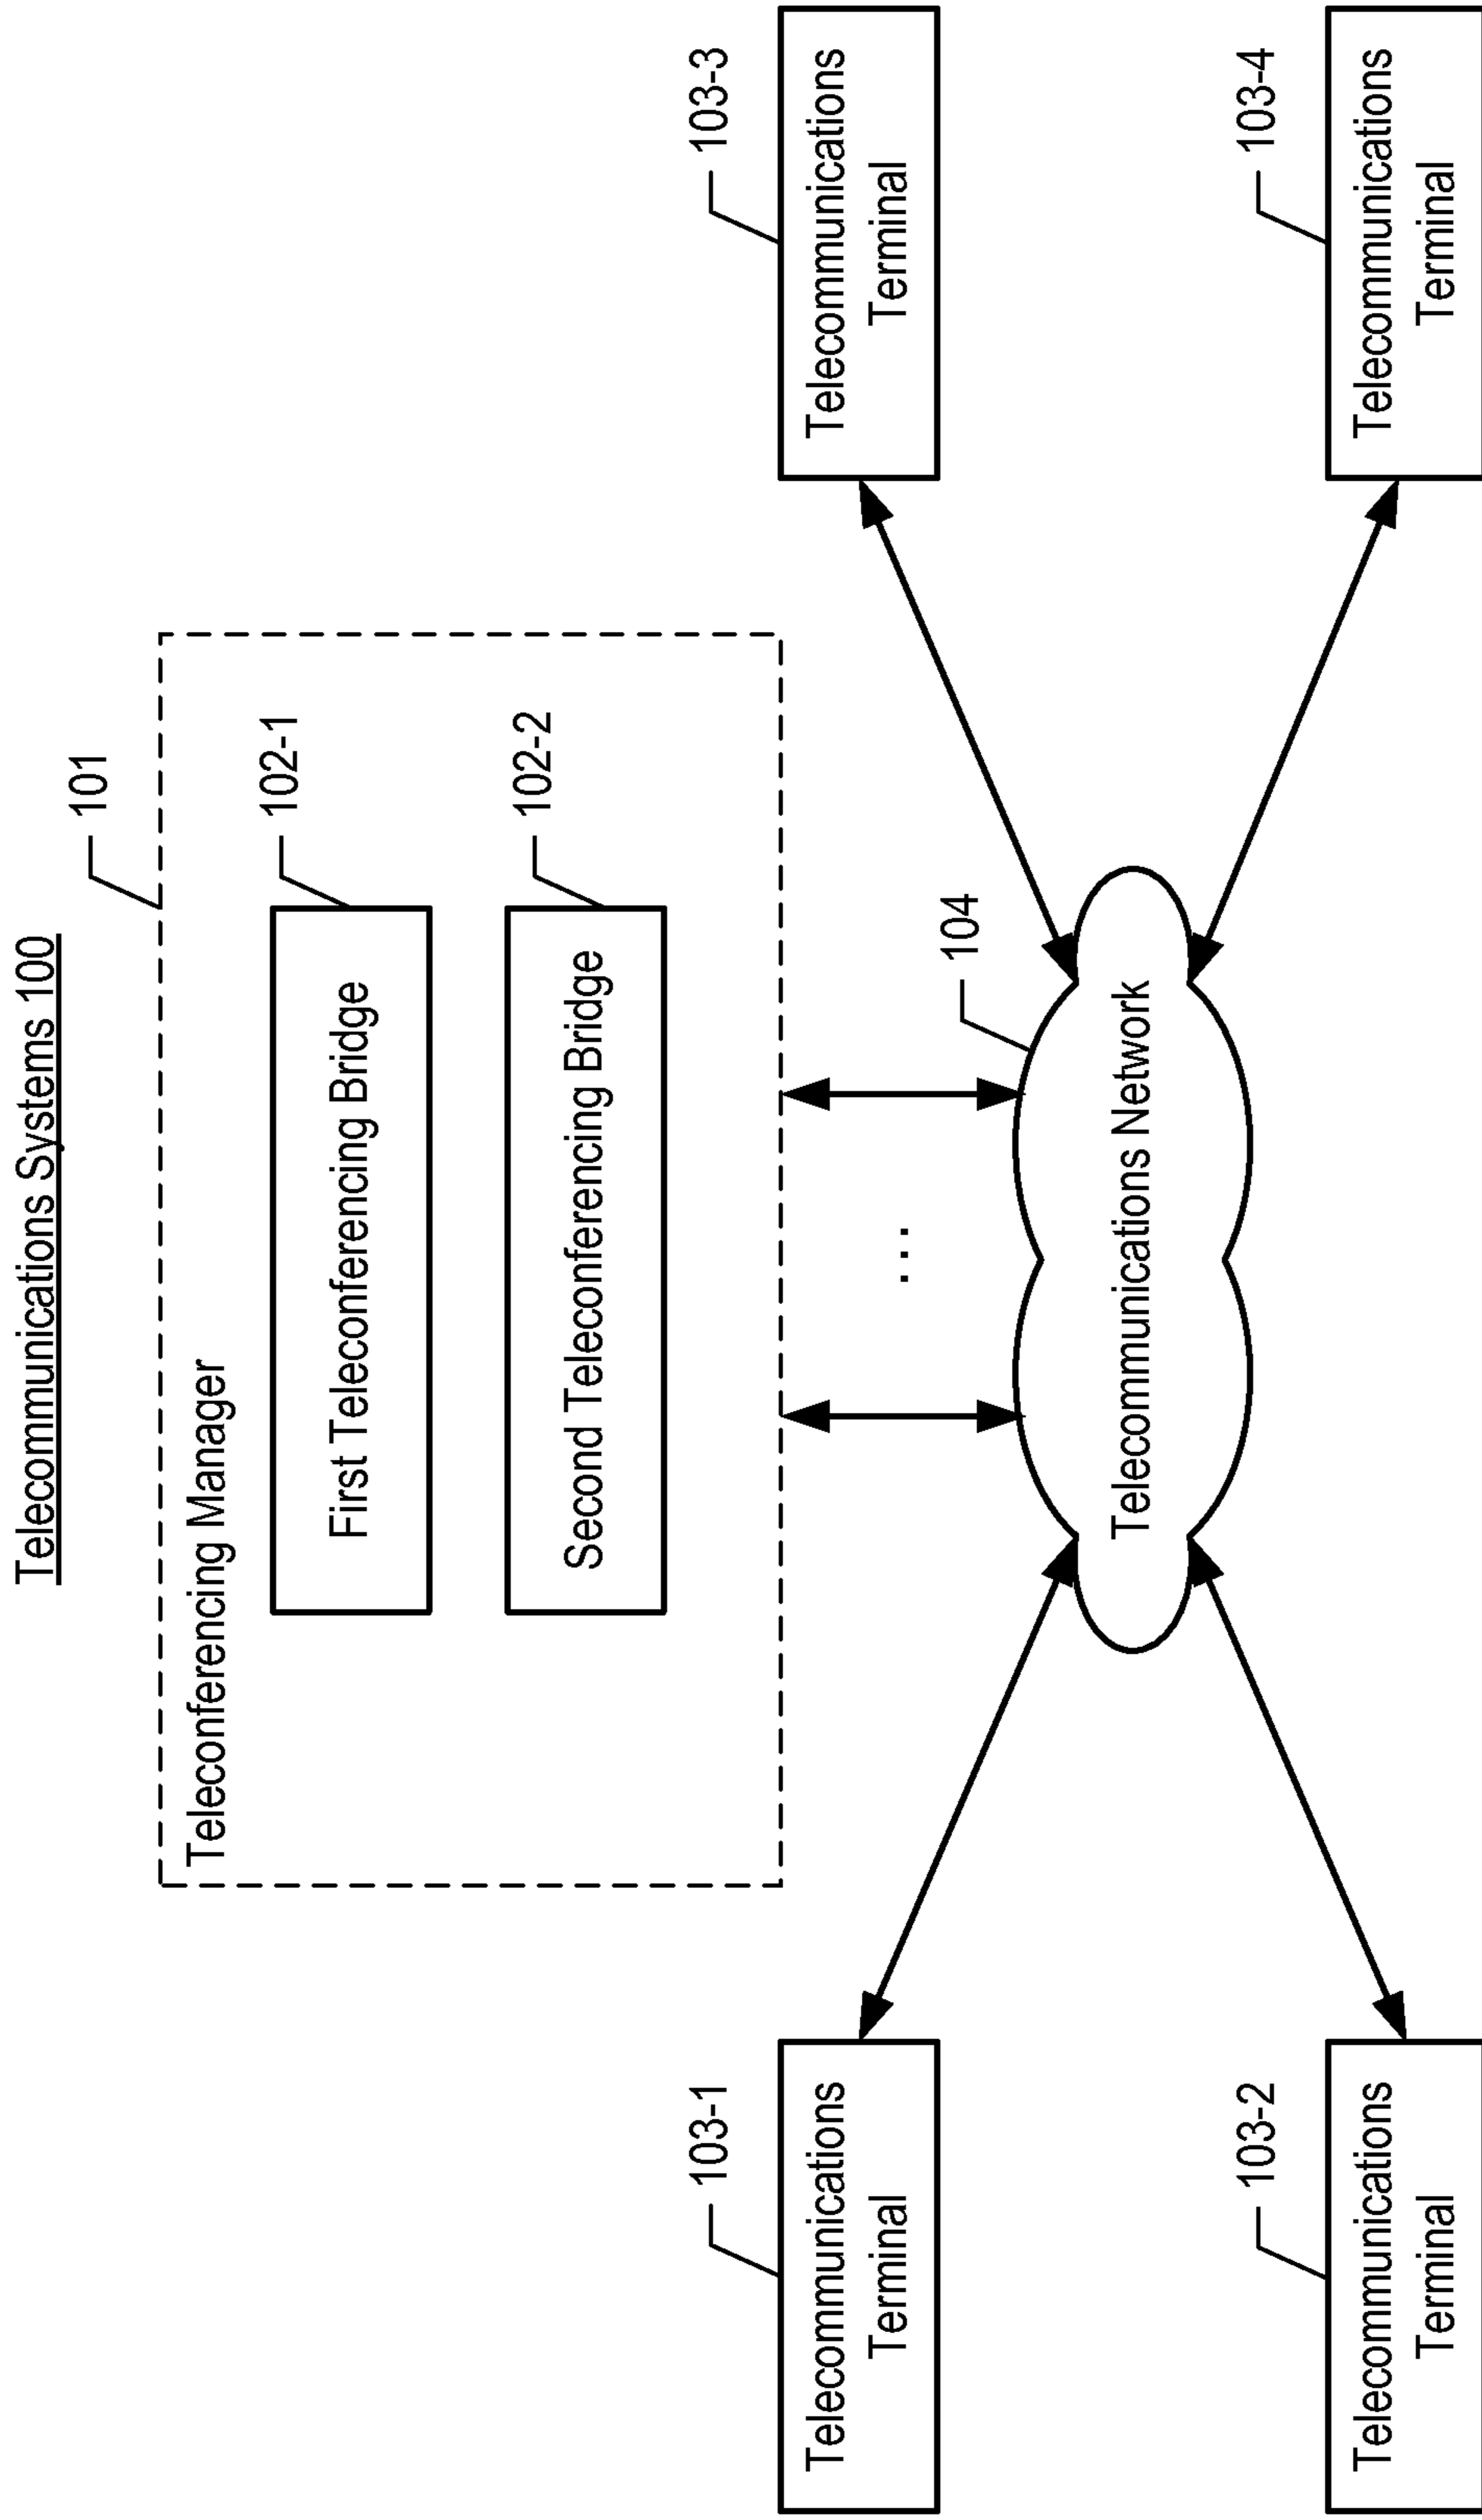 Telecommunications Systems 100
101
Teleconferencing Manager
102-1
First Teleconferencing Bridge
102-2
Second Teleconferencing Bridge
103-1
Telecommunications
Terminal
103-3
Telecommunications
Terminal
...
104
Telecommunications Network
103-2
Telecommunications
Terminal
103-4
Telecommunications
Terminal